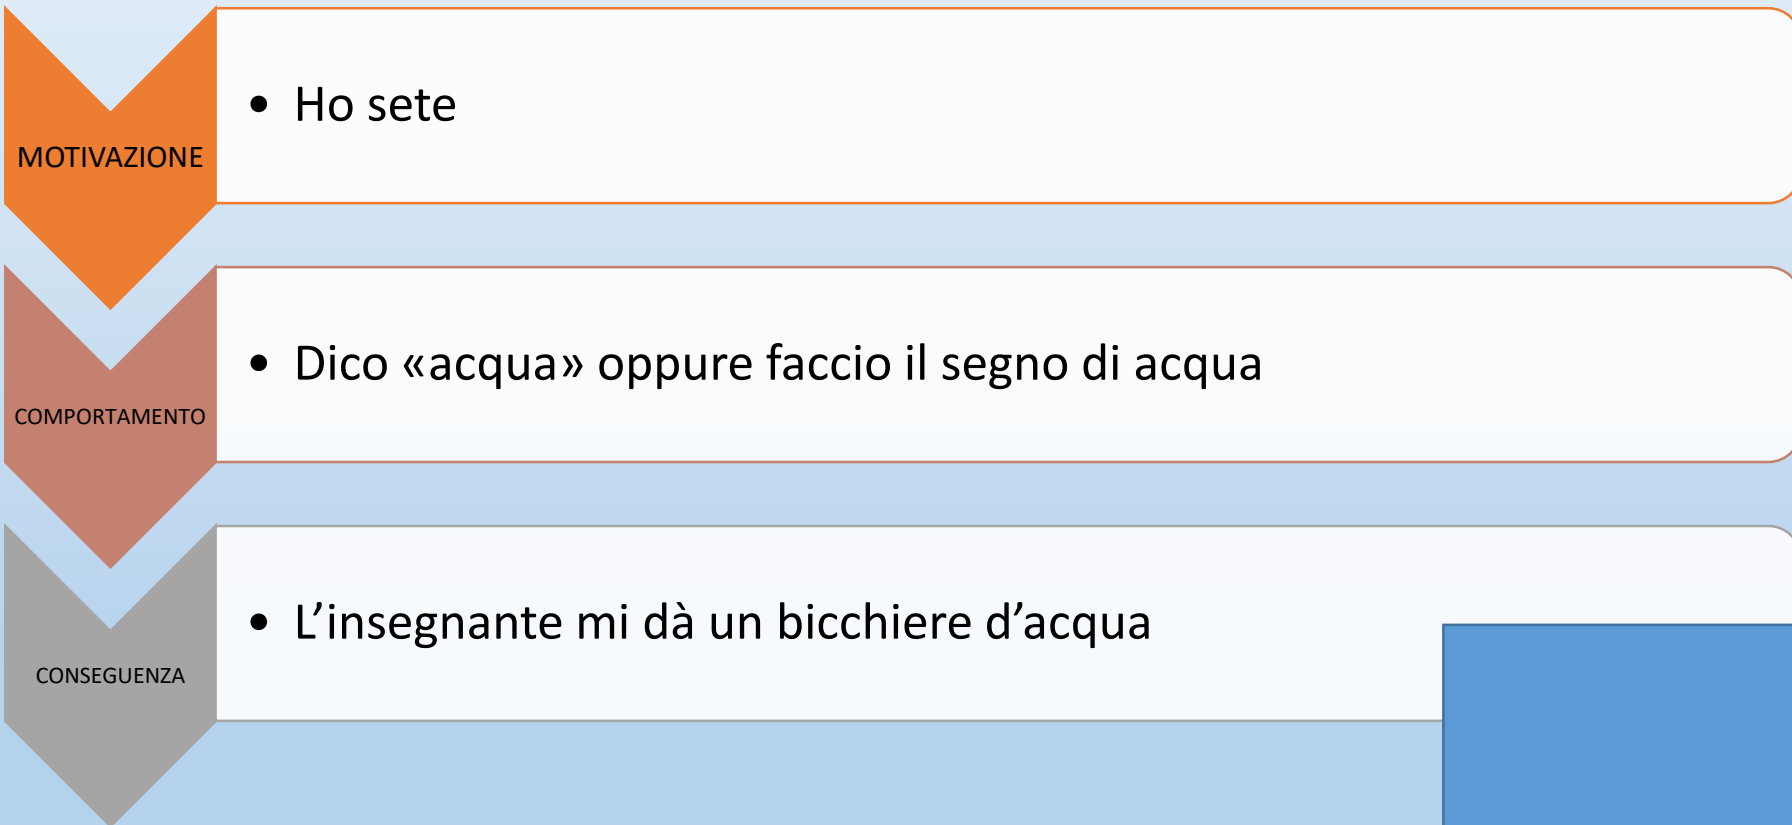 MOTIVAZIONE
• Ho sete
COMPORTAMENTO
• Dico «acqua» oppure faccio il segno di acqua
CONSEGUENZA
• L’insegnante mi dà un bicchiere d’acqua